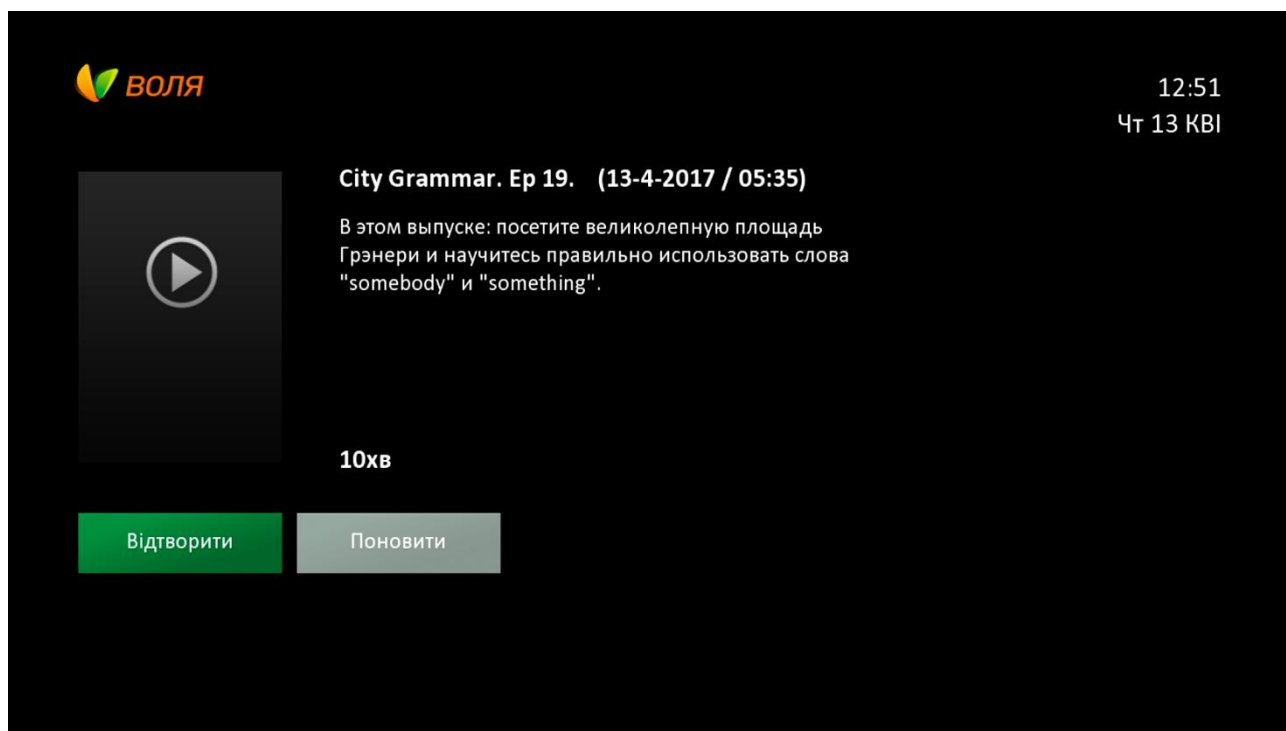 воля
12:51
Чт 13 КВІ
City Grammar. Ep 19. (13-4-2017 / 05:35)
В этом выпуске: посетите великолепную площадь
Грэнери и научитесь правильно использовать слова
"somebody" и "something".
10хв
Відтворити
Поновити